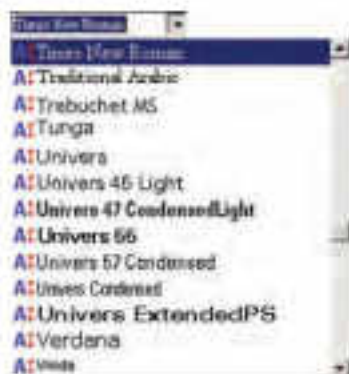 Times New Roman
Times New Roman
Traditional Arabic
Trebuchet MS
Tunga
Univers
Univers 45 Light
Univers 47 CondensedLight
Univers 55
Univers 57 Condensed
Univers Condensed
Univers ExtendedPS
Verdana
Vrinda